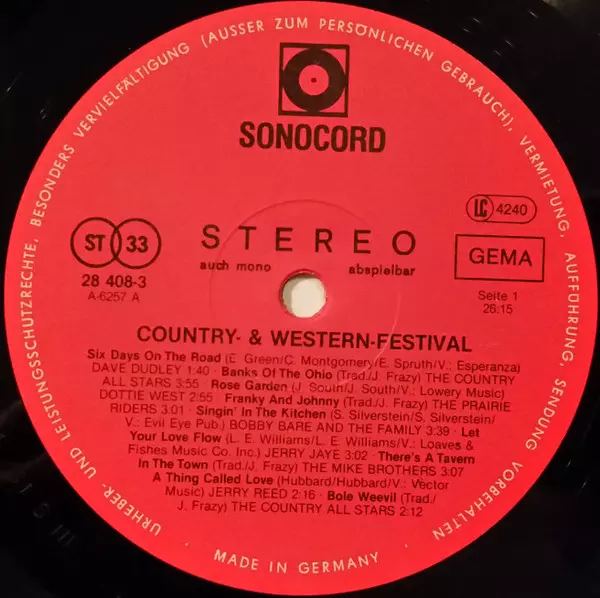 URHEBER- UND LEISTUNGSSCHUTZRECHTE, BESONDERS VERVIELFÄLTIGUNG (AUSSER ZUM PERSÖNLICHEN GEBRAUCH), VERMIETUNG, AUFFÜHRUNG, SENDUNG VORBEHALTEN
SONOCORD
LC 4240
ST 33
STEREO
GEMA
auch mono abspielbar
28 408-3
A-6257 A
Seite 1
26:15
COUNTRY- & WESTERN-FESTIVAL
Six Days On The Road (E. Green/C. Montgomery/E. Spruth/V.: Esperanza)
DAVE DUDLEY 1:40 · Banks Of The Ohio (Trad./J. Frazy) THE COUNTRY
ALL STARS 3:55 · Rose Garden (J. South/J. South/V.: Lowery Music)
DOTTIE WEST 2:55 · Franky And Johnny (Trad./J. Frazy) THE PRAIRIE
RIDERS 3:01 · Singin' In The Kitchen (S. Silverstein/S. Silverstein/
V.: Evil Eye Pub.) BOBBY BARE AND THE FAMILY 3:39 · Let
Your Love Flow (L. E. Williams/L. E. Williams/V.: Loaves &
Fishes Music Co. Inc.) JERRY JAYE 3:02 · There's A Tavern
In The Town (Trad./J. Frazy) THE MIKE BROTHERS 3:07
A Thing Called Love (Hubbard/Hubbard/V.: Vector
Music) JERRY REED 2:16 · Bole Weevil (Trad./
J. Frazy) THE COUNTRY ALL STARS 2:12
MADE IN GERMANY